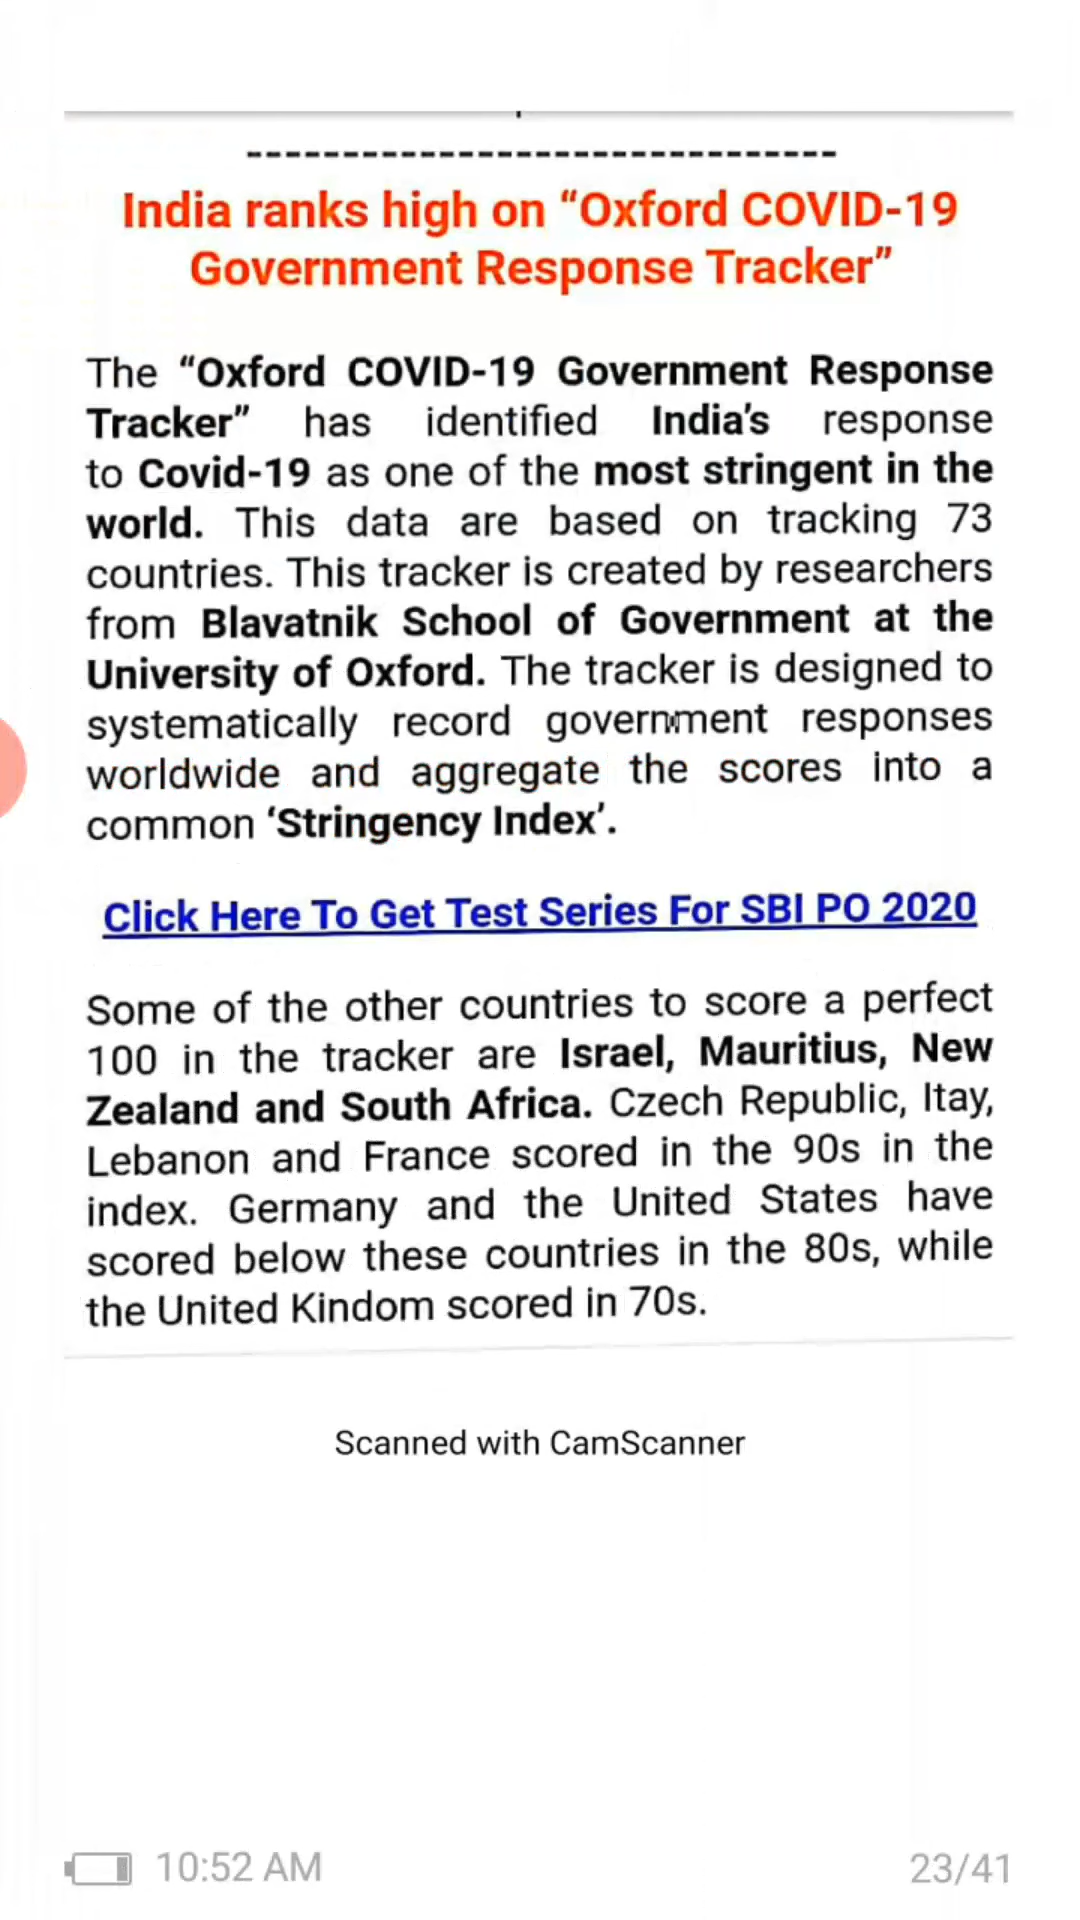 --------------------------------
India ranks high on “Oxford COVID-19
Government Response Tracker”
The “Oxford COVID-19 Government Response
Tracker” has identified India’s response
to Covid-19 as one of the most stringent in the
world. This data are based on tracking 73
countries. This tracker is created by researchers
from Blavatnik School of Government at the
University of Oxford. The tracker is designed to
systematically record government responses
worldwide and aggregate the scores into a
common ‘Stringency Index’.
Click Here To Get Test Series For SBI PO 2020
Some of the other countries to score a perfect
100 in the tracker are Israel, Mauritius, New
Zealand and South Africa. Czech Republic, Itay,
Lebanon and France scored in the 90s in the
index. Germany and the United States have
scored below these countries in the 80s, while
the United Kindom scored in 70s.
Scanned with CamScanner
10:52 AM
23/41